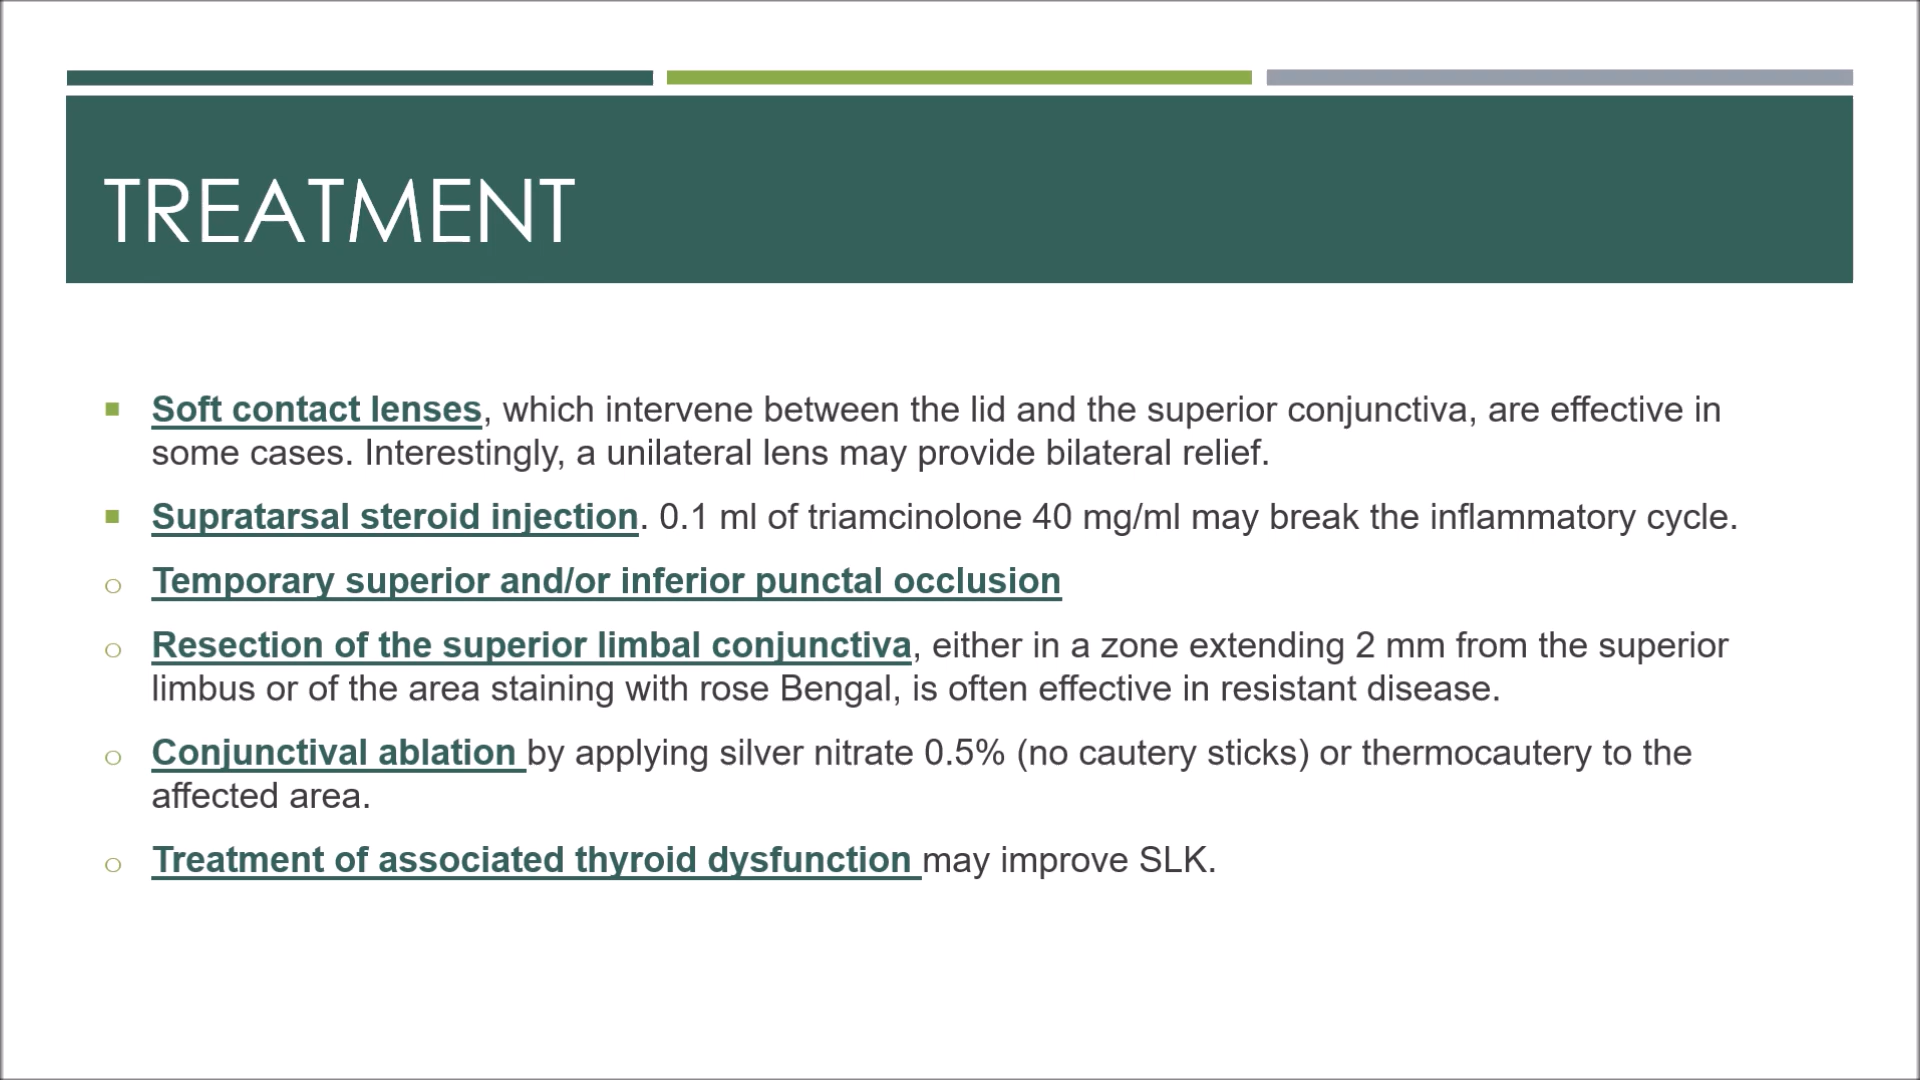 TREATMENT
Soft contact lenses, which intervene between the lid and the superior conjunctiva, are effective in
some cases. Interestingly, a unilateral lens may provide bilateral relief.
Supratarsal steroid injection. 0.1 ml of triamcinolone 40 mg/ml may break the inflammatory cycle.
Temporary superior and/or inferior punctal occlusion
Resection of the superior limbal conjunctiva, either in a zone extending 2 mm from the superior
limbus or of the area staining with rose Bengal, is often effective in resistant disease.
Conjunctival ablation by applying silver nitrate 0.5% (no cautery sticks) or thermocautery to the
affected area.
Treatment of associated thyroid dysfunction may improve SLK.